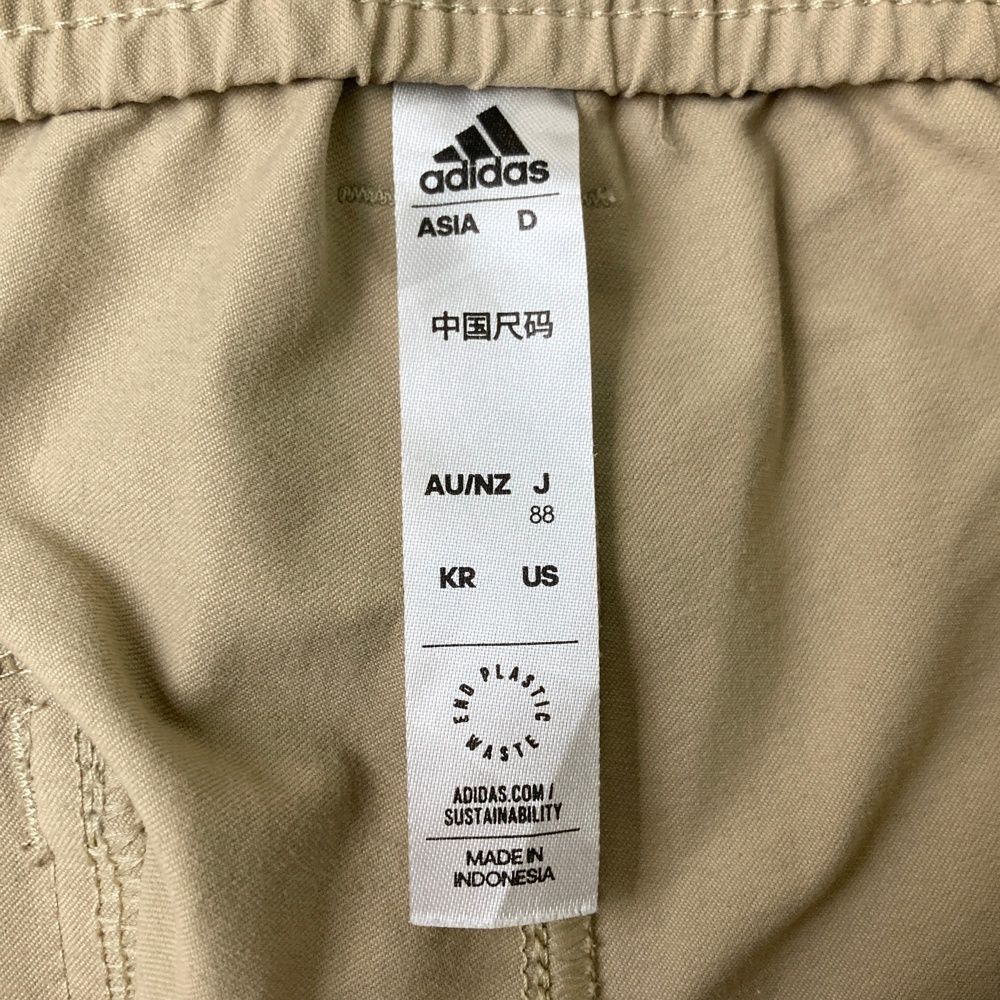 adidas
ASIA D
中国尺码
AU/NZ J
88
KR US
END PLASTIC WASTE
ADIDAS.COM /
SUSTAINABILITY
MADE IN
INDONESIA